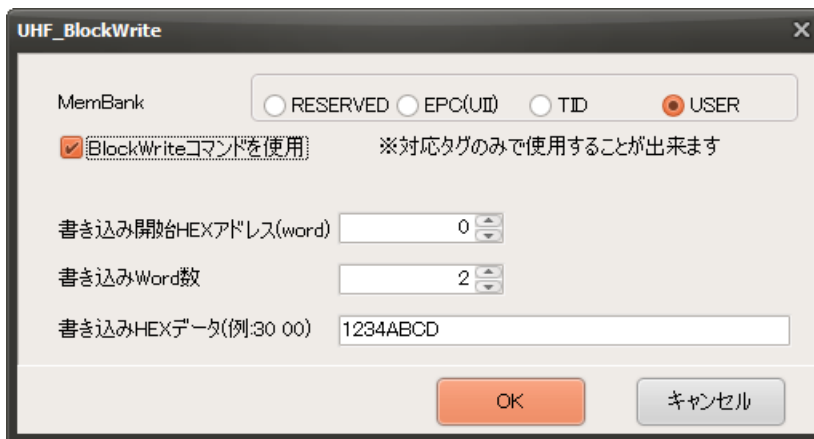 UHF_BlockWrite
MemBank
RESERVED EPC(UII) TID USER
BlockWriteコマンドを使用 ※対応タグのみで使用することが出来ます
書き込み開始HEXアドレス(word) 0
書き込みWord数 2
書き込みHEXデータ(例:30 00) 1234ABCD
OK キャンセル